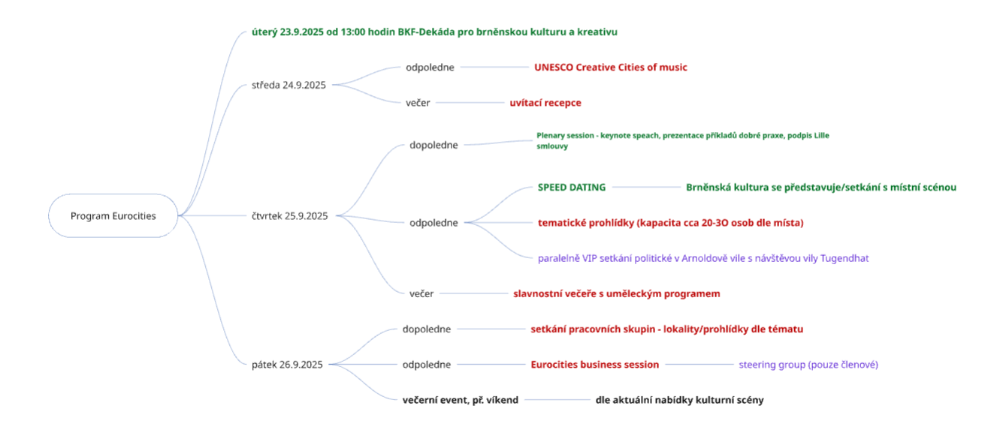 úterý 23.9.2025 od 13:00 hodin BKF-Dekáda pro brněnskou kulturu a kreativu
odpoledne
UNESCO Creative Cities of music
středa 24.9.2025
večer
uvítací recepce
dopoledne
Plenary session - keynote speach, prezentace příkladů dobré praxe, podpis Lille
smlouvy
SPEED DATING
Brněnská kultura se představuje/setkání s místní scénou
Program Eurocities
čtvrtek 25.9.2025
odpoledne
tematické prohlídky (kapacita cca 20-3O osob dle místa)
paralelně VIP setkání politické v Arnoldově vile s návštěvou vily Tugendhat
večer
slavnostní večeře s uměleckým programem
dopoledne
setkání pracovních skupin - lokality/prohlídky dle tématu
pátek 26.9.2025
odpoledne
Eurocities business session
steering group (pouze členové)
večerní event, př. víkend
dle aktuální nabídky kulturní scény